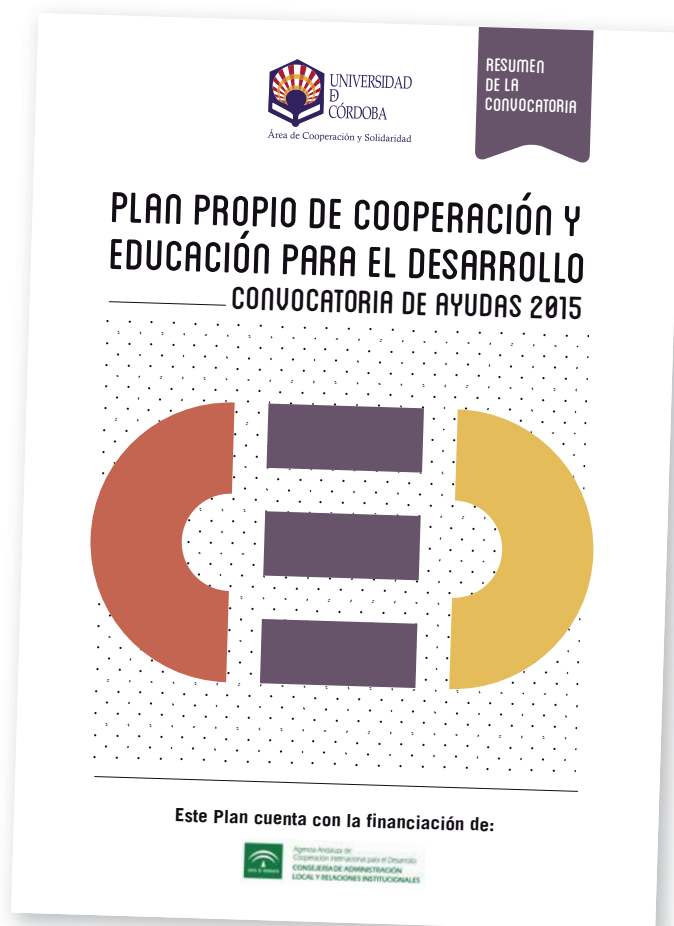 UNIVERSIDAD
Ð
CÓRDOBA
Área de Cooperación y Solidaridad
RESUMEN
DE LA
CONVOCATORIA
PLAN PROPIO DE COOPERACIÓN Y
EDUCACIÓN PARA EL DESARROLLO
CONVOCATORIA DE AYUDAS 2015
Este Plan cuenta con la financiación de:
Agencia Andaluza de
Cooperación Internacional para el Desarrollo
CONSEJERÍA DE ADMINISTRACIÓN
LOCAL Y RELACIONES INSTITUCIONALES